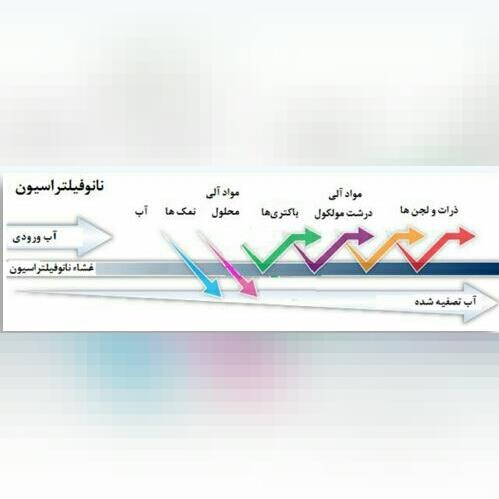 نانوفیلتراسیون
آب
نمک ها
مواد آلی
محلول
باکتری‌ها
مواد آلی
درشت مولکول
ذرات و لجن ها
آب ورودی
غشاء نانوفیلتراسیون
آب تصفیه شده